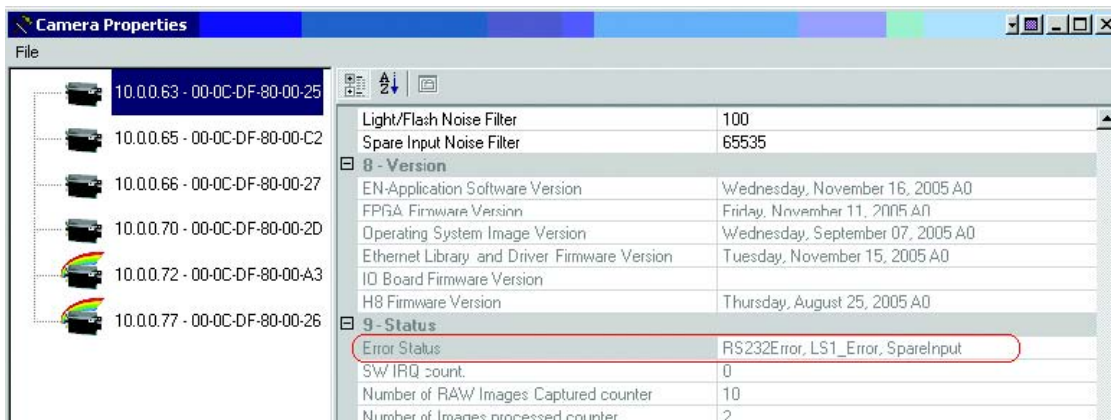 Camera Properties
File
10.0.0.63 - 00-0C-DF-80-00-25
10.0.0.65 - 00-0C-DF-80-00-C2
10.0.0.66 - 00-0C-DF-80-00-27
10.0.0.70 - 00-0C-DF-80-00-2D
10.0.0.72 - 00-0C-DF-80-00-A3
10.0.0.77 - 00-0C-DF-80-00-26
Light/Flash Noise Filter 100
Spare Input Noise Filter 65535
8 - Version
EN-Application Software Version Wednesday, November 16, 2005 A0
FPGA Firmware Version Friday, November 11, 2005 A0
Operating System Image Version Wednesday, September 07, 2005 A0
Ethernet Library and Driver Firmware Version Tuesday, November 15, 2005 A0
IO Board Firmware Version
H8 Firmware Version Thursday, August 25, 2005 A0
9 - Status
Error Status RS232Error, LS1_Error, SpareInput
SW IRQ count. 0
Number of RAW Images Captured counter 10
Number of Images processed counter 2